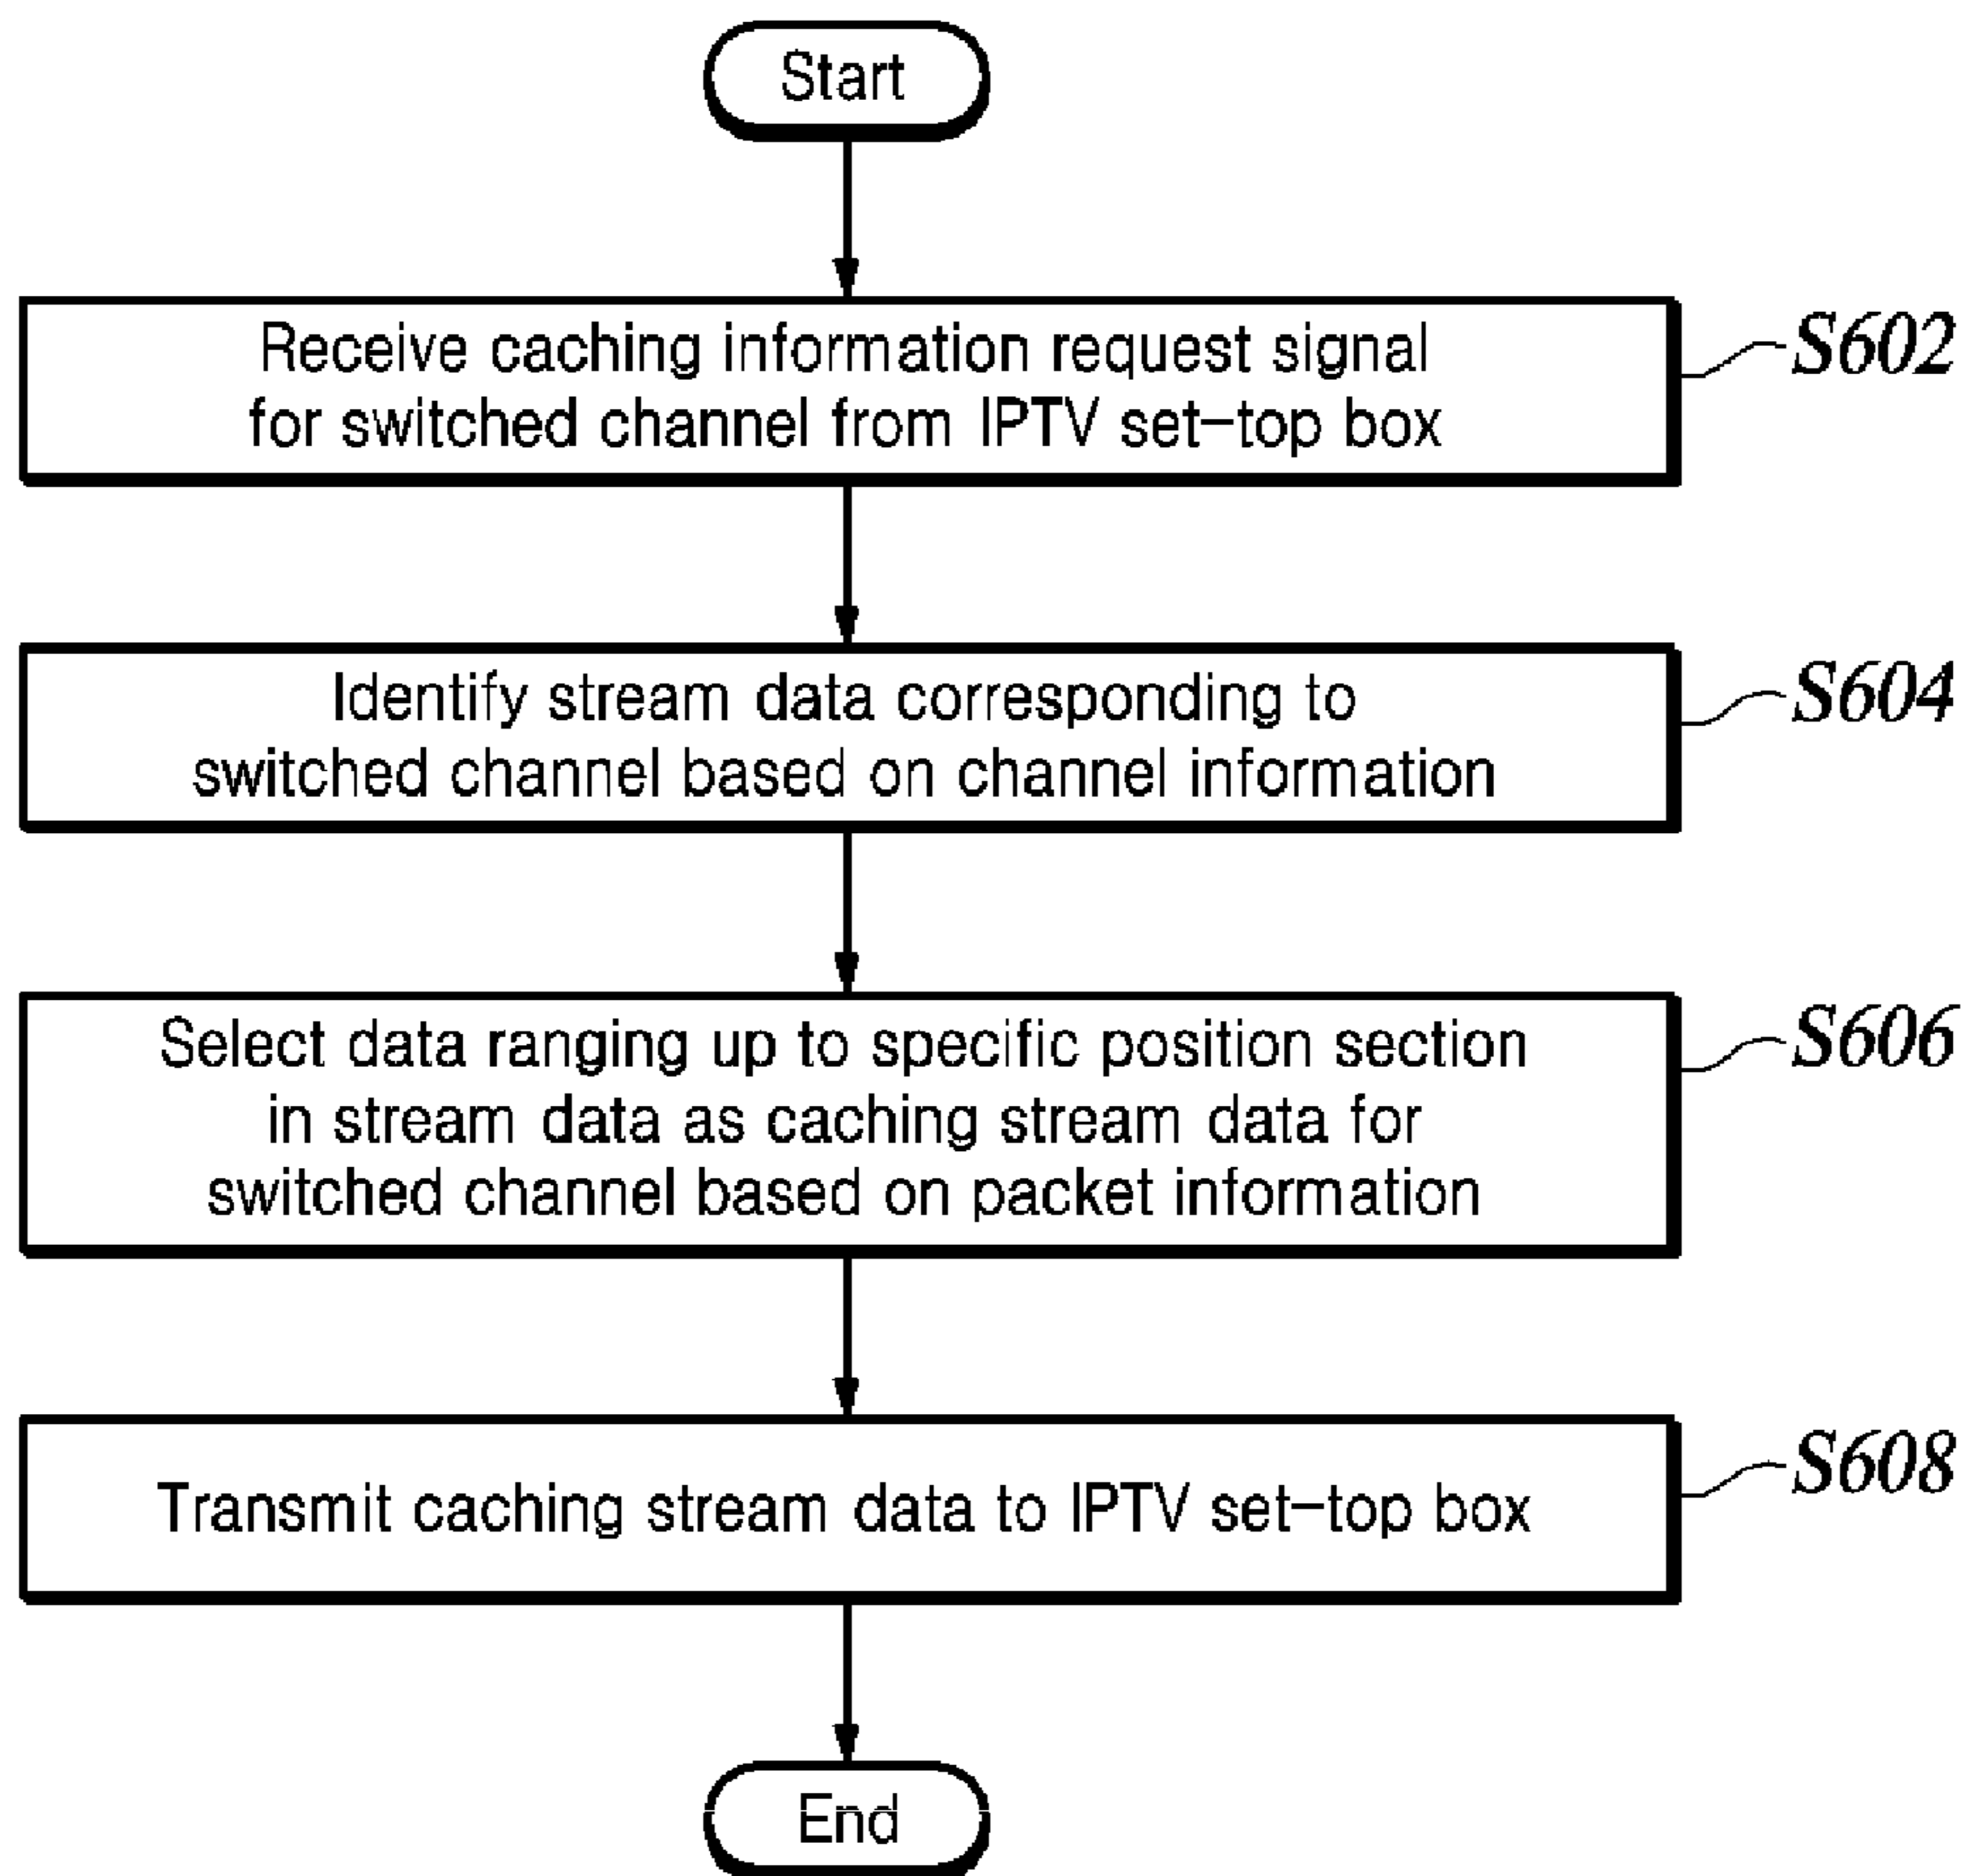 Start
Receive caching information request signal
for switched channel from IPTV set-top box
S602
Identify stream data corresponding to
switched channel based on channel information
S604
Select data ranging up to specific position section
in stream data as caching stream data for
switched channel based on packet information
S606
Transmit caching stream data to IPTV set-top box
S608
End